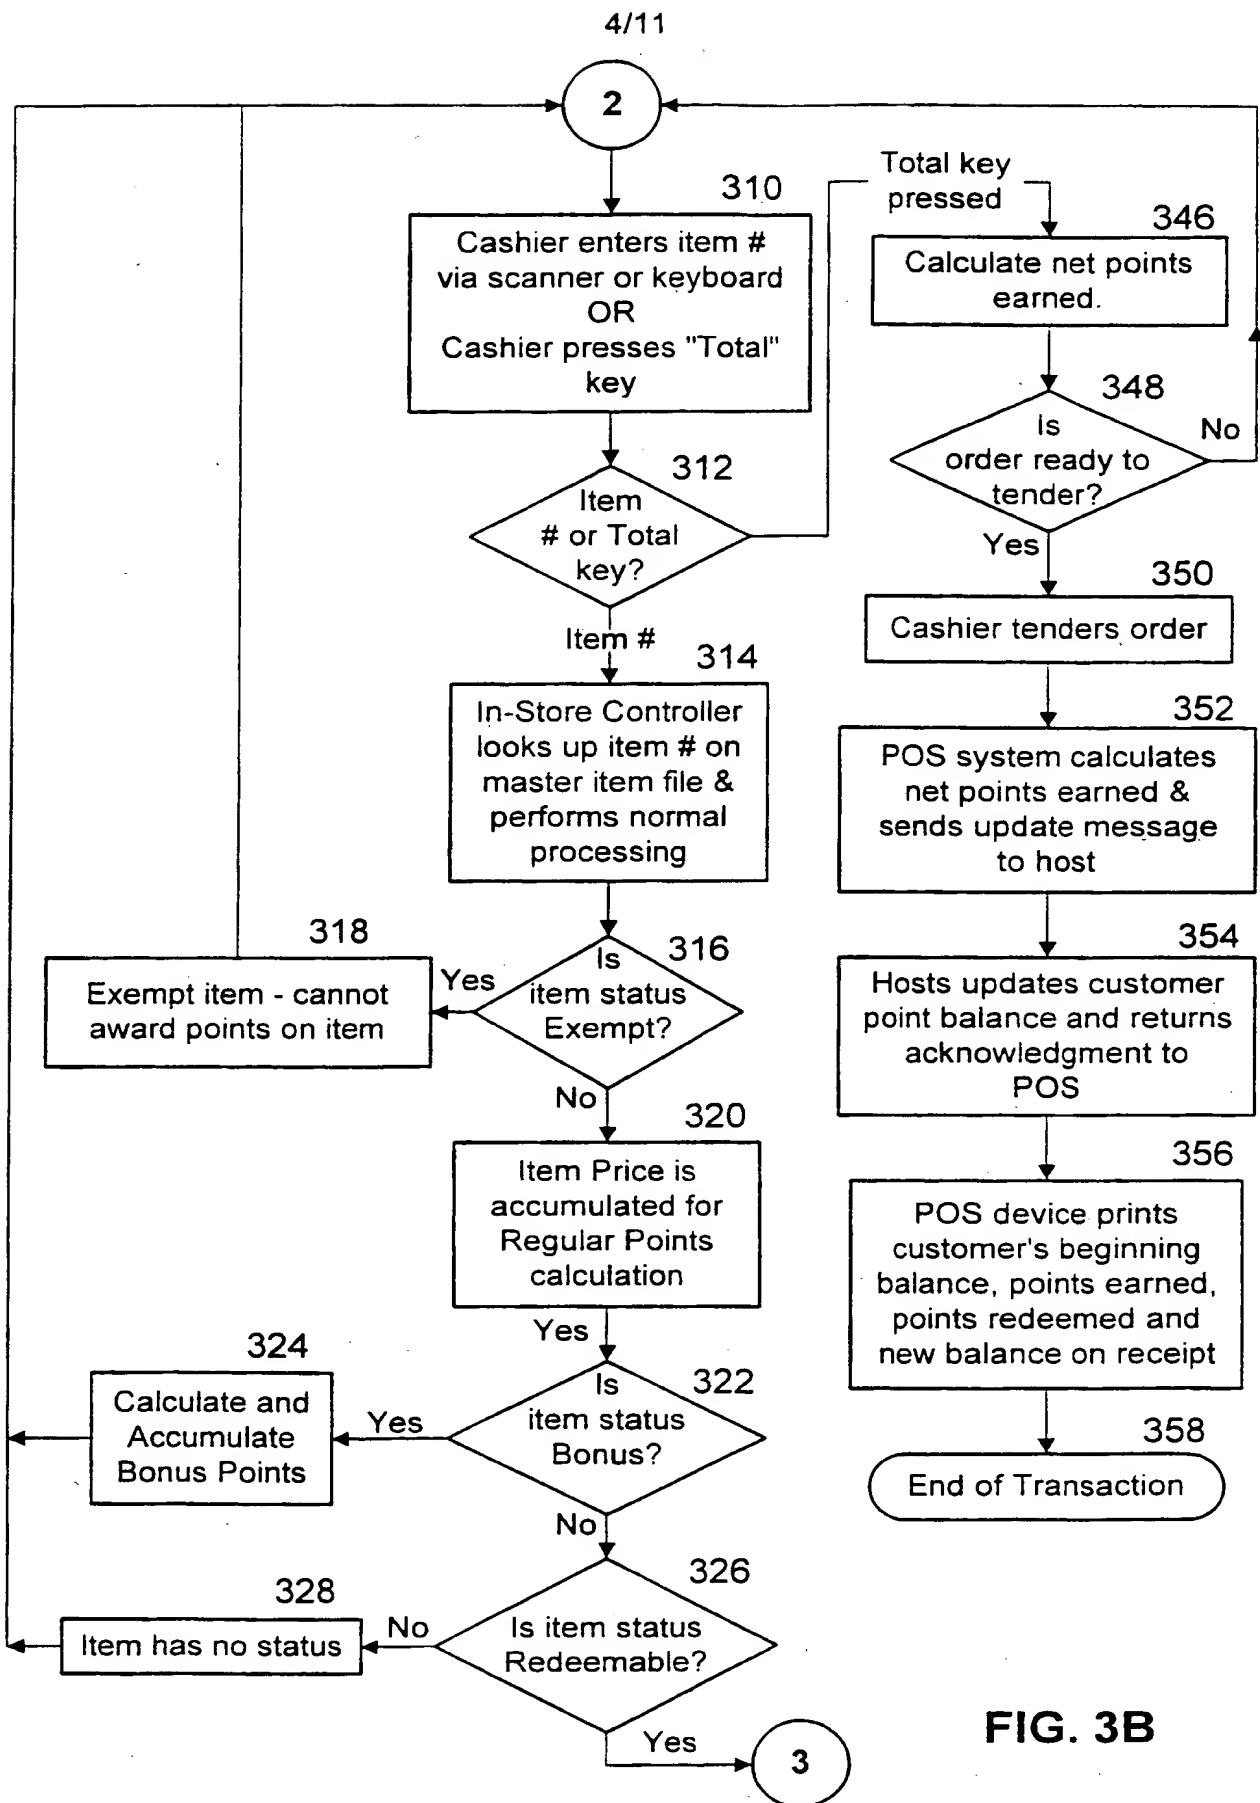 4/11
2
310
Cashier enters item #
via scanner or keyboard
OR
Cashier presses "Total"
key
312
Item
# or Total
key?
Total key
pressed
Item #
314
In-Store Controller
looks up item # on
master item file &
performs normal
processing
316
Is
item status
Exempt?
Yes
318
Exempt item - cannot
award points on item
No
320
Item Price is
accumulated for
Regular Points
calculation
Yes
322
Is
item status
Bonus?
Yes
324
Calculate and
Accumulate
Bonus Points
No
326
Is item status
Redeemable?
No
328
Item has no status
Yes
3
346
Calculate net points
earned.
348
Is
order ready to
tender?
No
Yes
350
Cashier tenders order
352
POS system calculates
net points earned &
sends update message
to host
354
Hosts updates customer
point balance and returns
acknowledgment to
POS
356
POS device prints
customer's beginning
balance, points earned,
points redeemed and
new balance on receipt
358
End of Transaction
FIG. 3B